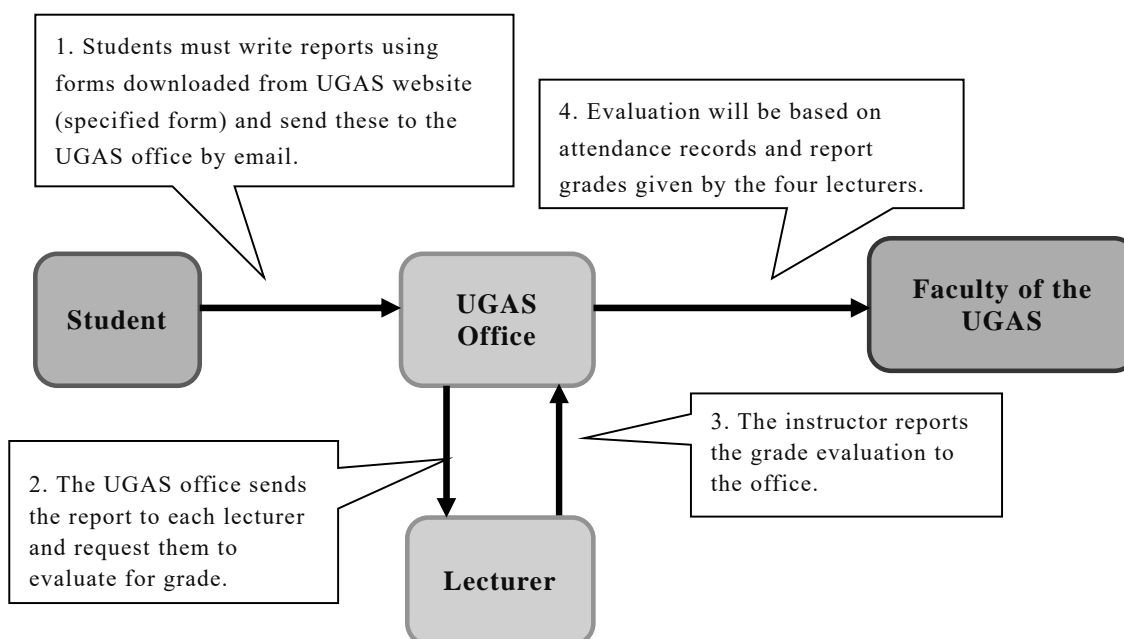 1. Students must write reports using
forms downloaded from UGAS website
(specified form) and send these to the
UGAS office by email.
4. Evaluation will be based on
attendance records and report
grades given by the four lecturers.
Student
UGAS
Office
Faculty of the
UGAS
2. The UGAS office sends
the report to each lecturer
and request them to
evaluate for grade.
3. The instructor reports
the grade evaluation to
the office.
Lecturer